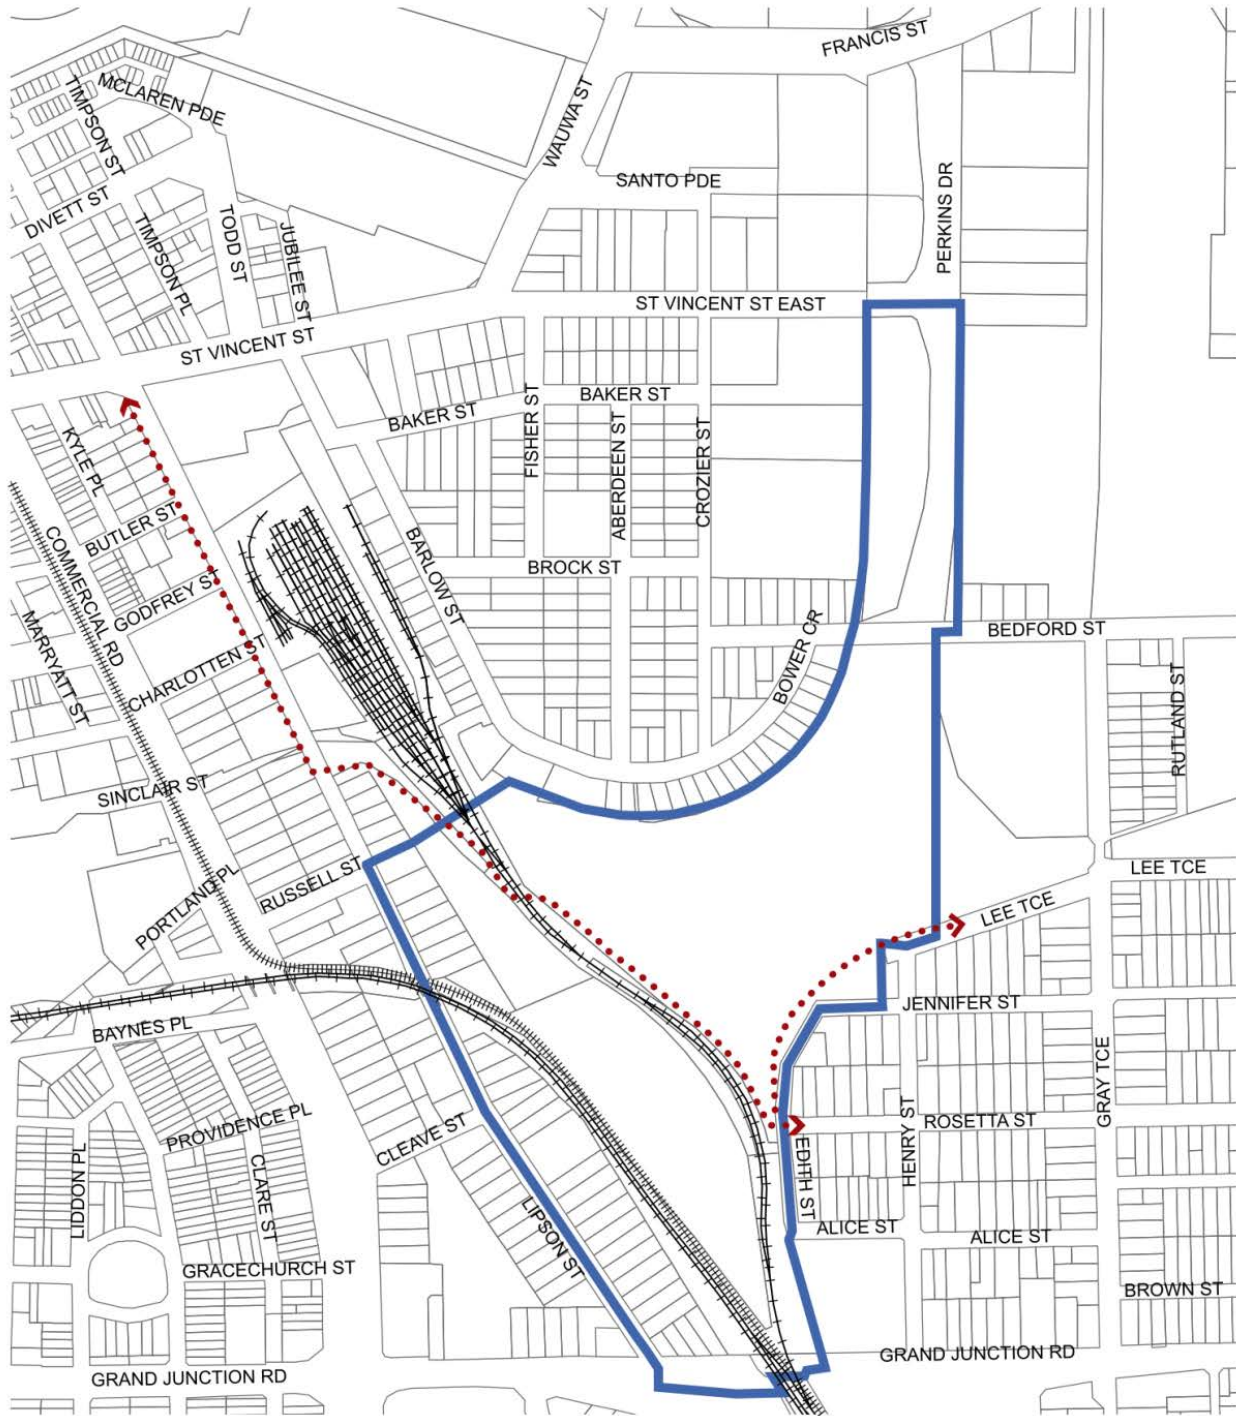 FRANCIS ST
TIMPSON ST
MCLAREN PDE
WAUWA ST
SANTO PDE
DIVETT ST
TIMPSON PL
TODD ST
JUBILEE ST
PERKINS DR
ST VINCENT ST EAST
ST VINCENT ST
BAKER ST
BAKER ST
FISHER ST
ABERDEEN ST
CROZIER ST
KYLE PL
BUTLER ST
COMMERCIAL RD
BARLOW ST
BROCK ST
GODFREY ST
MARRYATT ST
CHARLOTTEN ST
BOWER CR
BEDFORD ST
RUTLAND ST
SINCLAIR ST
LEE TCE
RUSSELL ST
PORTLAND PL
LEE TCE
JENNIFER ST
BAYNES PL
GRAY TCE
PROVIDENCE PL
CLEAVE ST
HENRY ST
ROSETTA ST
EDITH ST
LIDDON PL
CLARE ST
LIPSON ST
ALICE ST
ALICE ST
GRACECHURCH ST
BROWN ST
GRAND JUNCTION RD
GRAND JUNCTION RD